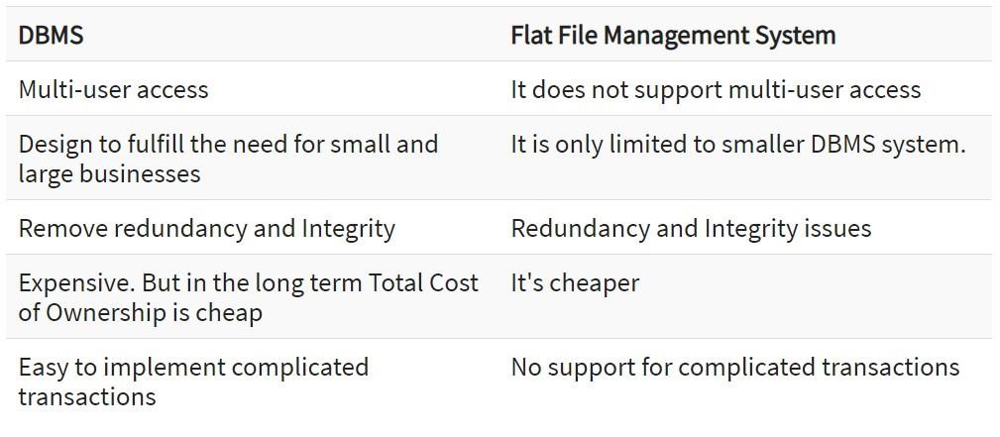 DBMS
Flat File Management System
Multi-user access
It does not support multi-user access
Design to fulfill the need for small and
large businesses
It is only limited to smaller DBMS system.
Remove redundancy and Integrity
Redundancy and Integrity issues
Expensive. But in the long term Total Cost
of Ownership is cheap
It's cheaper
Easy to implement complicated
transactions
No support for complicated transactions